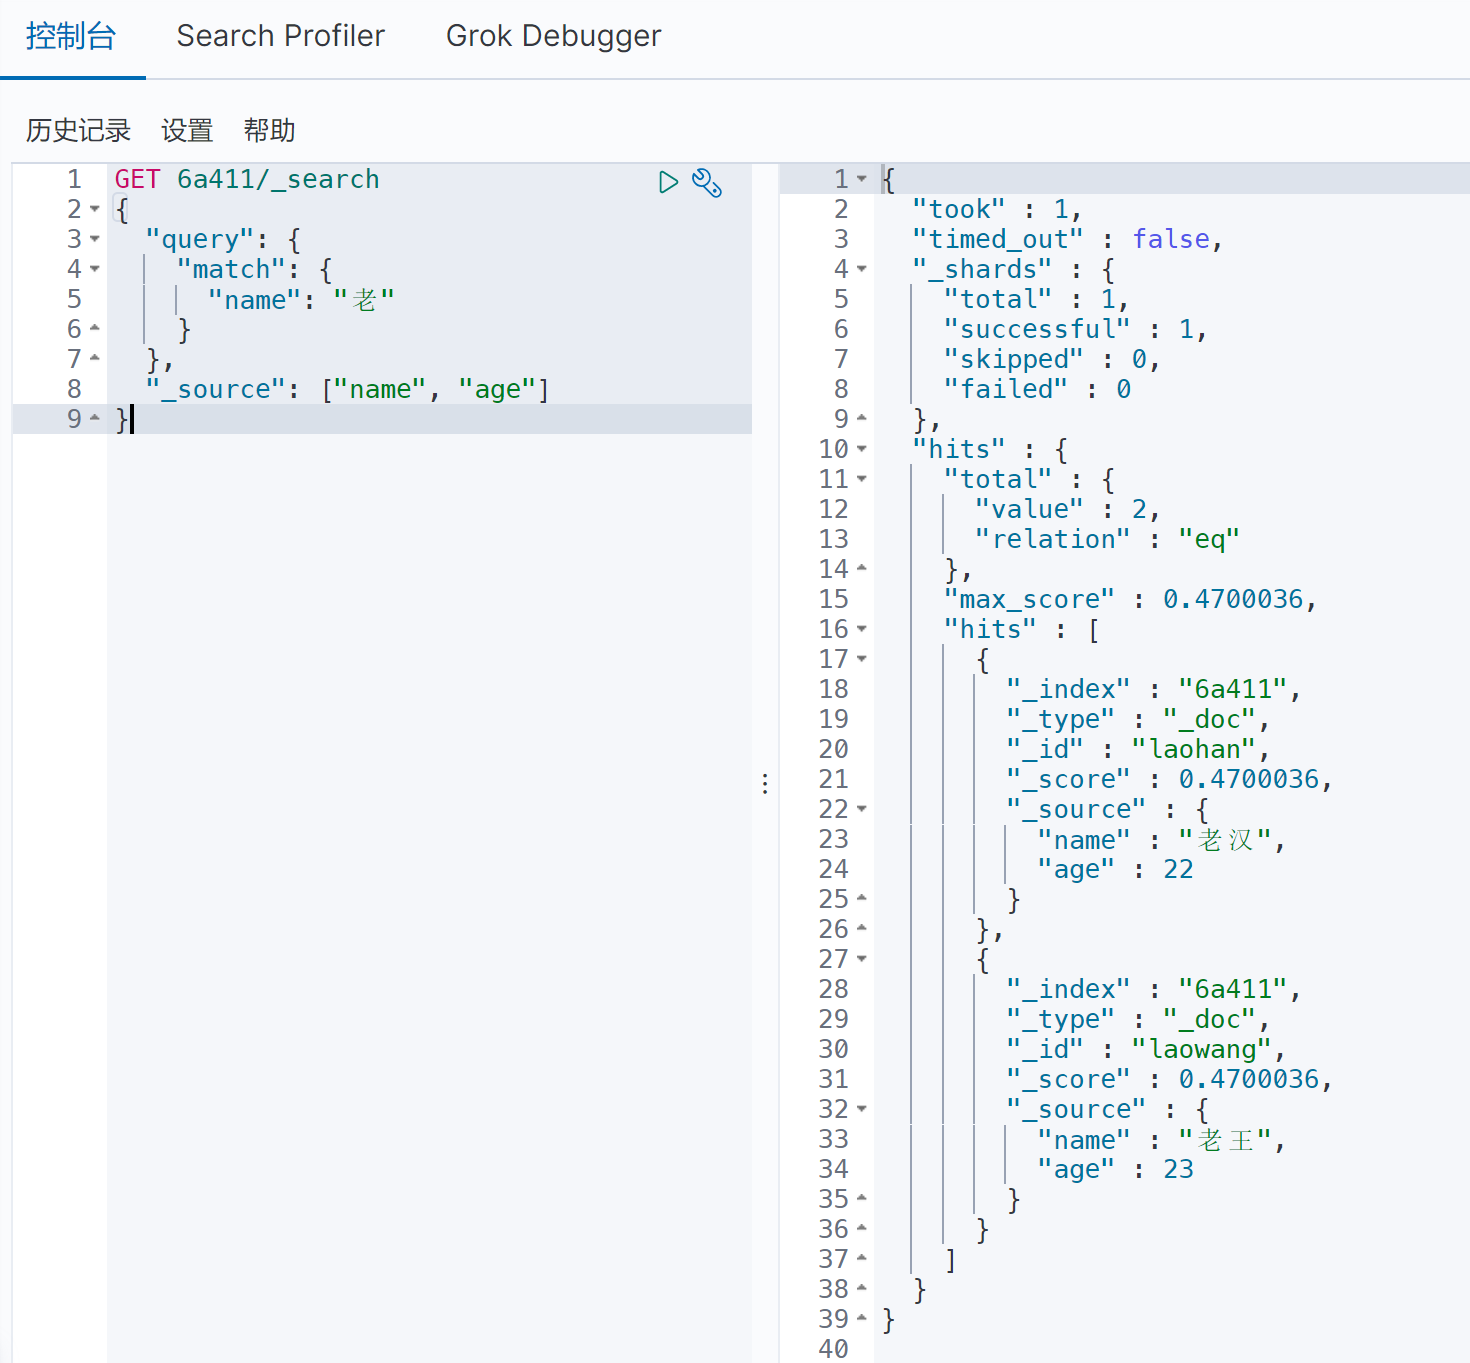 控制台 Search Profiler Grok Debugger
历史记录 设置 帮助
1 GET 6a411/_search
2 {
3 "query": {
4 "match": {
5 "name": "老"
6 }
7 },
8 "_source": ["name", "age"]
9 }
1 {
2 "took" : 1,
3 "timed_out" : false,
4 "_shards" : {
5 "total" : 1,
6 "successful" : 1,
7 "skipped" : 0,
8 "failed" : 0
9 },
10 "hits" : {
11 "total" : {
12 "value" : 2,
13 "relation" : "eq"
14 },
15 "max_score" : 0.4700036,
16 "hits" : [
17 {
18 "_index" : "6a411",
19 "_type" : "_doc",
20 "_id" : "laohan",
21 "_score" : 0.4700036,
22 "_source" : {
23 "name" : "老汉",
24 "age" : 22
25 }
26 },
27 {
28 "_index" : "6a411",
29 "_type" : "_doc",
30 "_id" : "laowang",
31 "_score" : 0.4700036,
32 "_source" : {
33 "name" : "老王",
34 "age" : 23
35 }
36 }
37 ]
38 }
39 }
40